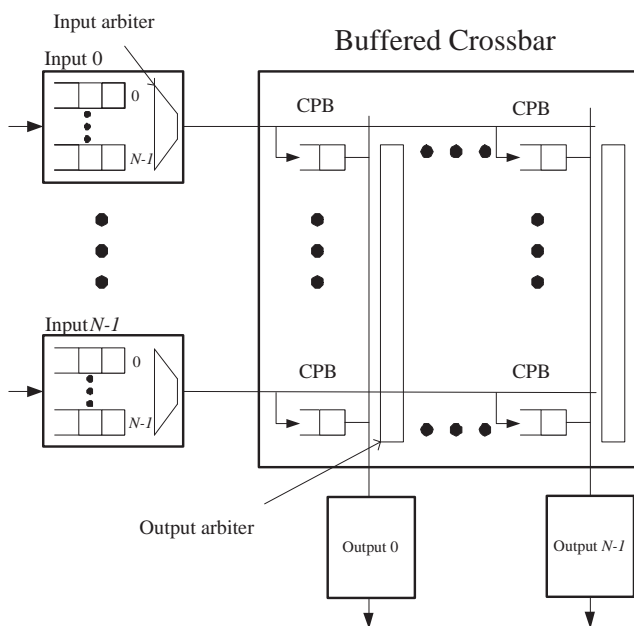 Input arbiter
Input 0
0
N-1
Buffered Crossbar
CPB
CPB
Input N-1
0
N-1
CPB
CPB
Output arbiter
Output 0
Output N-1